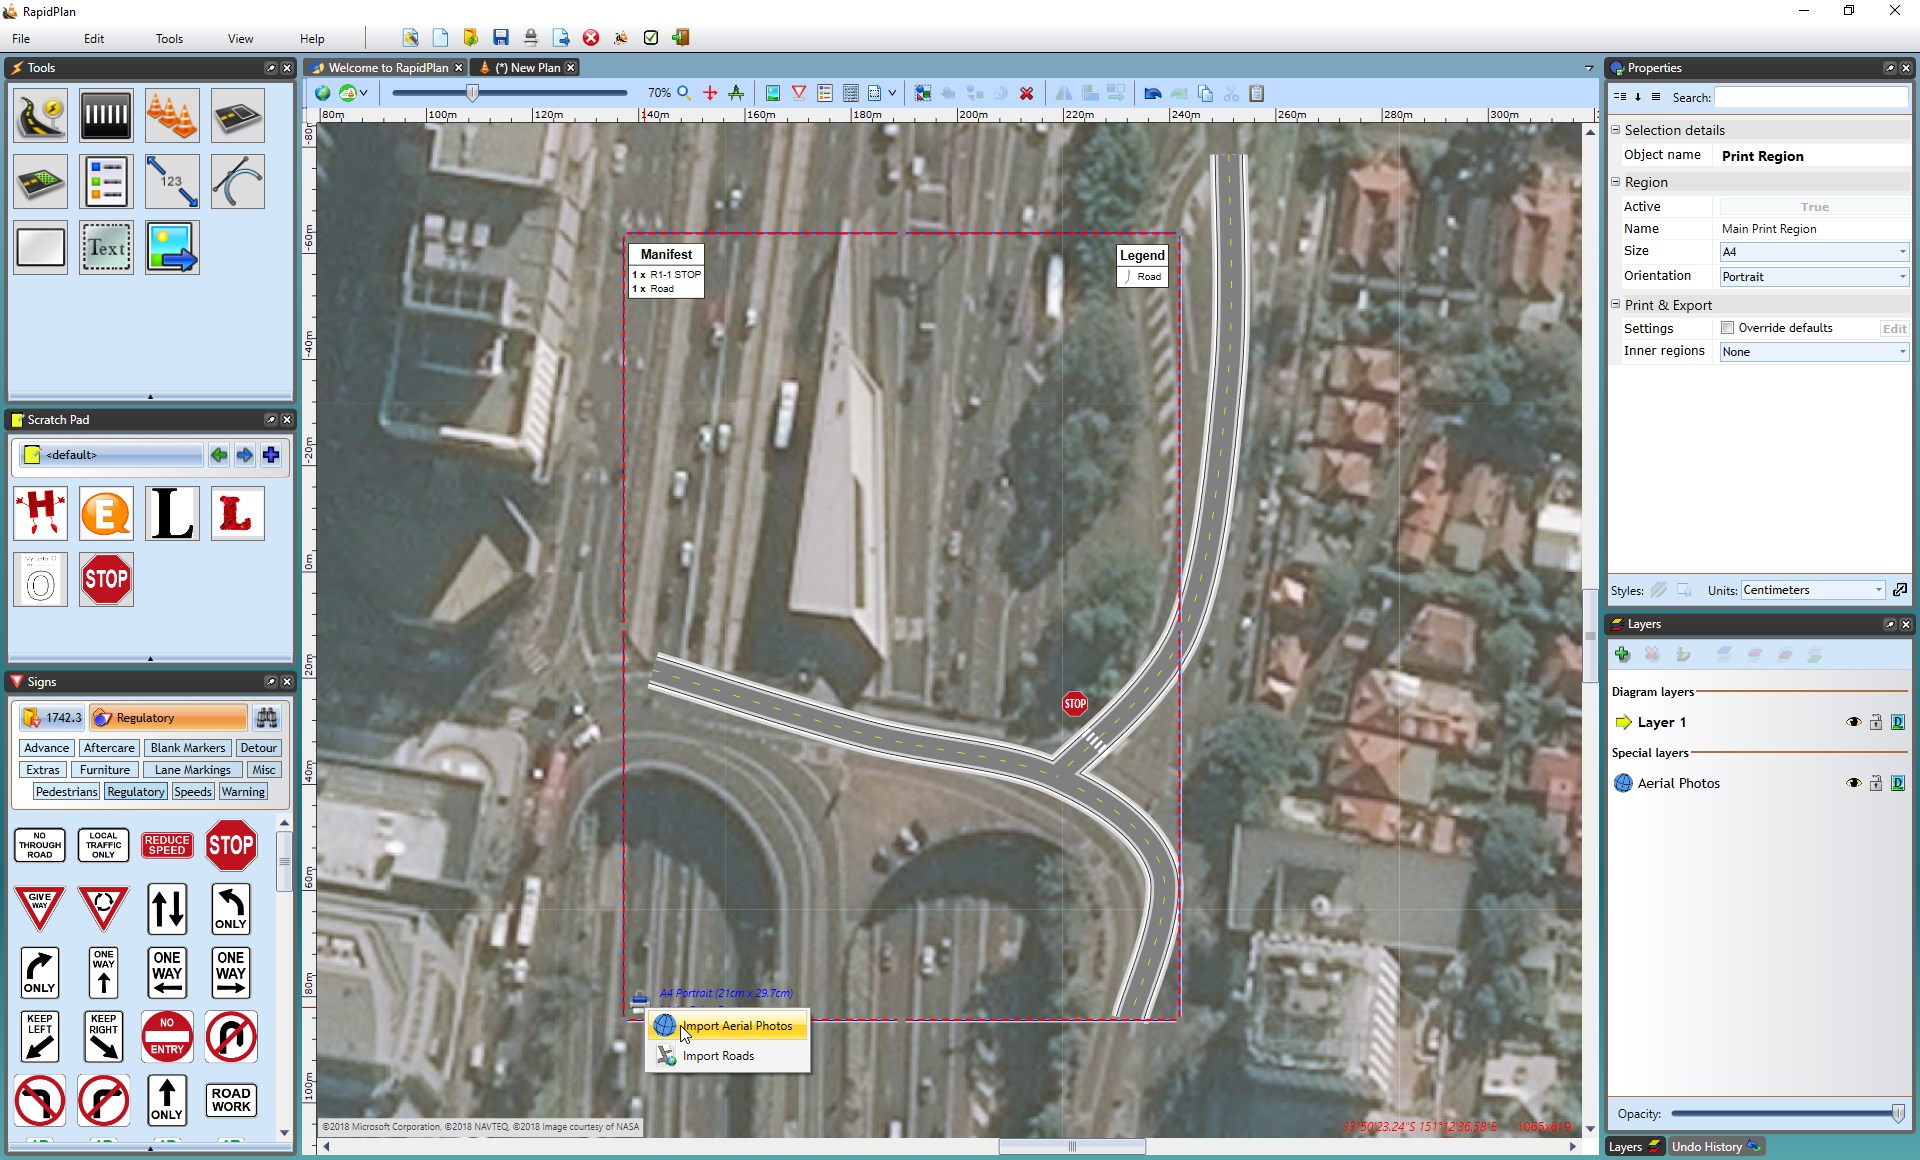 RapidPlan
File Edit Tools View Help
Tools
123
Text
Scratch Pad
<default>
H E L L
O STOP
Signs
1742.3 Regulatory
Advance Aftercare Blank Markers Detour
Extras Furniture Lane Markings Misc
Pedestrians Regulatory Speeds Warning
NO THROUGH ROAD
LOCAL TRAFFIC ONLY
REDUCE SPEED
STOP
GIVE WAY
ONLY
ONLY
ONE WAY
ONE WAY
ONE WAY
KEEP LEFT
KEEP RIGHT
NO ENTRY
ONLY
ROAD WORK
Welcome to RapidPlan (*) New Plan
70%
80m 100m 120m 140m 160m 180m 200m 220m 240m 260m 280m 300m
-80m
-60m
-40m
-20m
0m
20m
40m
60m
80m
100m
Manifest
1 x R1-1 STOP
1 x Road
Legend
Road
STOP
A4 Portrait (21cm x 29.7cm)
Import Aerial Photos
Import Roads
©2018 Microsoft Corporation, ©2018 NAVTEQ, ©2018 Image courtesy of NASA
33°50'23.24"S 151°12'36.58"E 1065x619
Properties
Search:
Selection details
Object name Print Region
Region
Active True
Name Main Print Region
Size A4
Orientation Portrait
Print & Export
Settings Override defaults Edit
Inner regions None
Styles: Units: Centimeters
Layers
Diagram layers
Layer 1 D
Special layers
Aerial Photos D
Opacity:
Layers Undo History